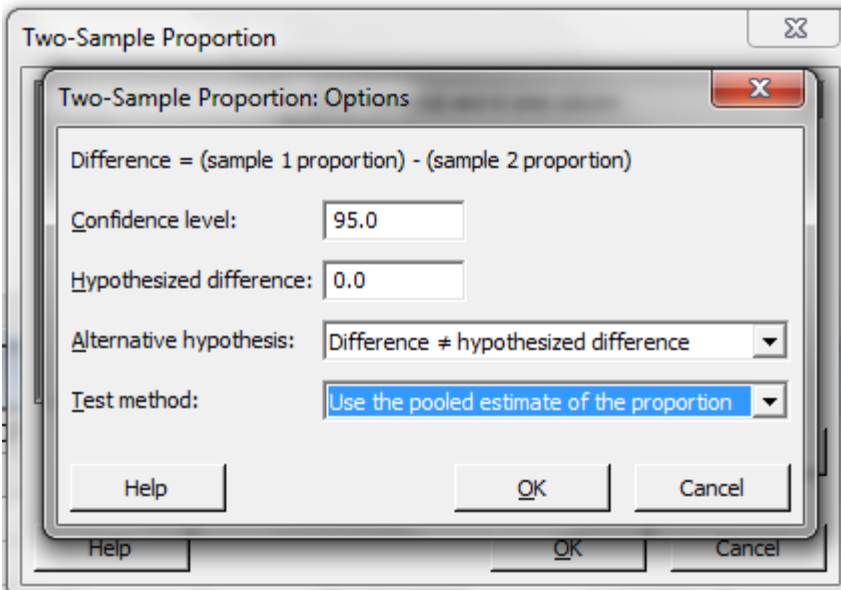 Two-Sample Proportion
Two-Sample Proportion: Options
Difference = (sample 1 proportion) - (sample 2 proportion)
Confidence level: 95.0
Hypothesized difference: 0.0
Alternative hypothesis: Difference ≠ hypothesized difference
Test method: Use the pooled estimate of the proportion
Help OK Cancel
Help OK Cancel